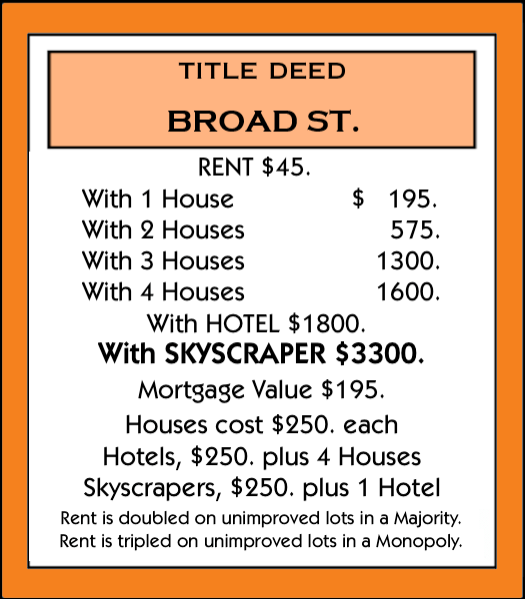 TITLE DEED
BROAD ST.
RENT $45.
With 1 House $ 195.
With 2 Houses 575.
With 3 Houses 1300.
With 4 Houses 1600.
With HOTEL $1800.
With SKYSCRAPER $3300.
Mortgage Value $195.
Houses cost $250. each
Hotels, $250. plus 4 Houses
Skyscrapers, $250. plus 1 Hotel
Rent is doubled on unimproved lots in a Majority.
Rent is tripled on unimproved lots in a Monopoly.